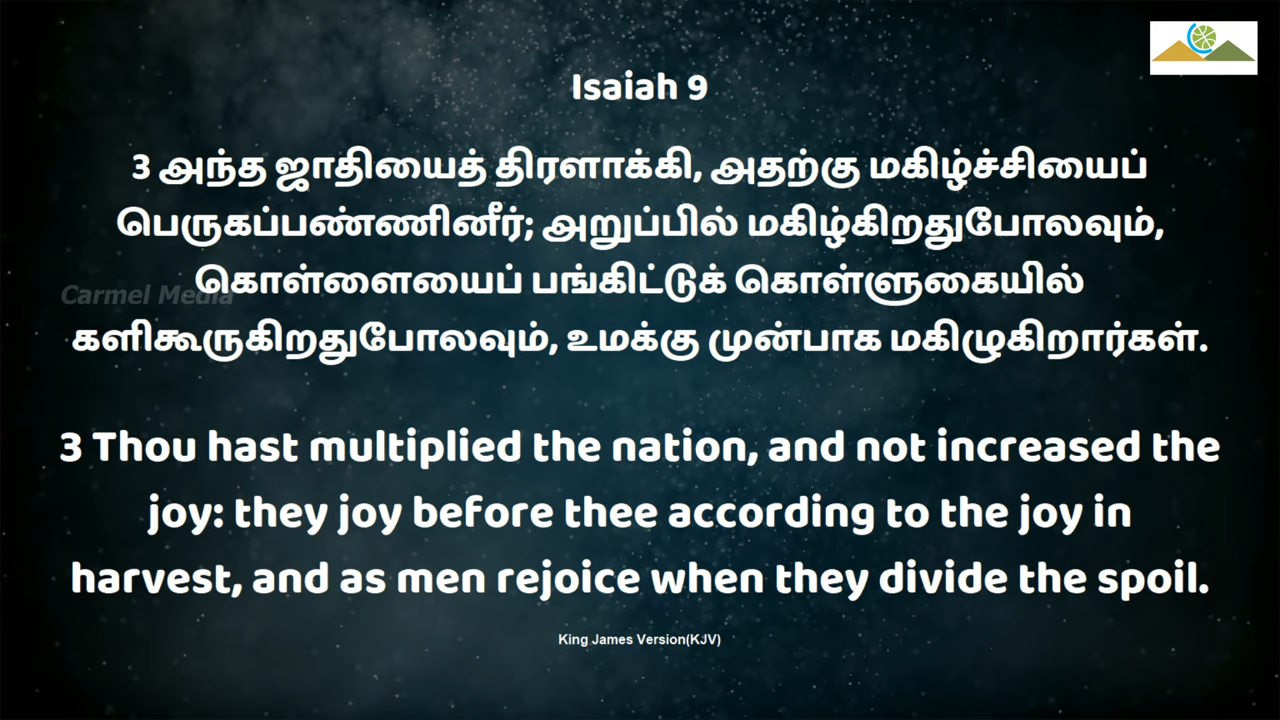 Isaiah 9
3 அந்த ஜாதியைத் திரளாக்கி, அதற்கு மகிழ்ச்சியைப்
பெருகப்பண்ணினீர்; அறுப்பில் மகிழ்கிறதுபோலவும்,
கொள்ளையைப் பங்கிட்டுக் கொள்ளுகையில்
Carmel Media
களிகூருகிறதுபோலவும், உமக்கு முன்பாக மகிழுகிறார்கள்.
3 Thou hast multiplied the nation, and not increased the
joy: they joy before thee according to the joy in
harvest, and as men rejoice when they divide the spoil.
King James Version(KJV)